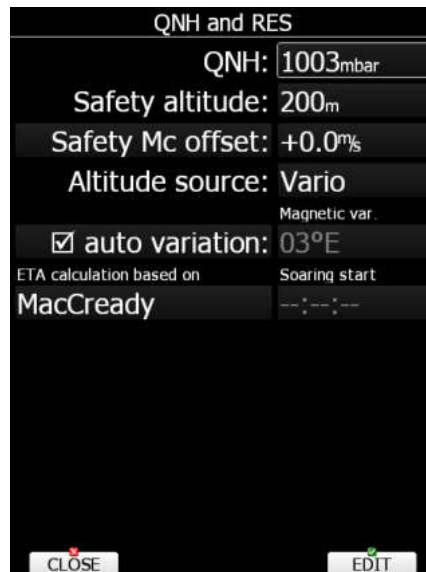 QNH and RES
QNH: 1003mbar
Safety altitude: 200m
Safety Mc offset: +0.0m/s
Altitude source: Vario
Magnetic var.
☑ auto variation: 03ºE
ETA calculation based on Soaring start
MacCready --:--:--
CLOSE EDIT